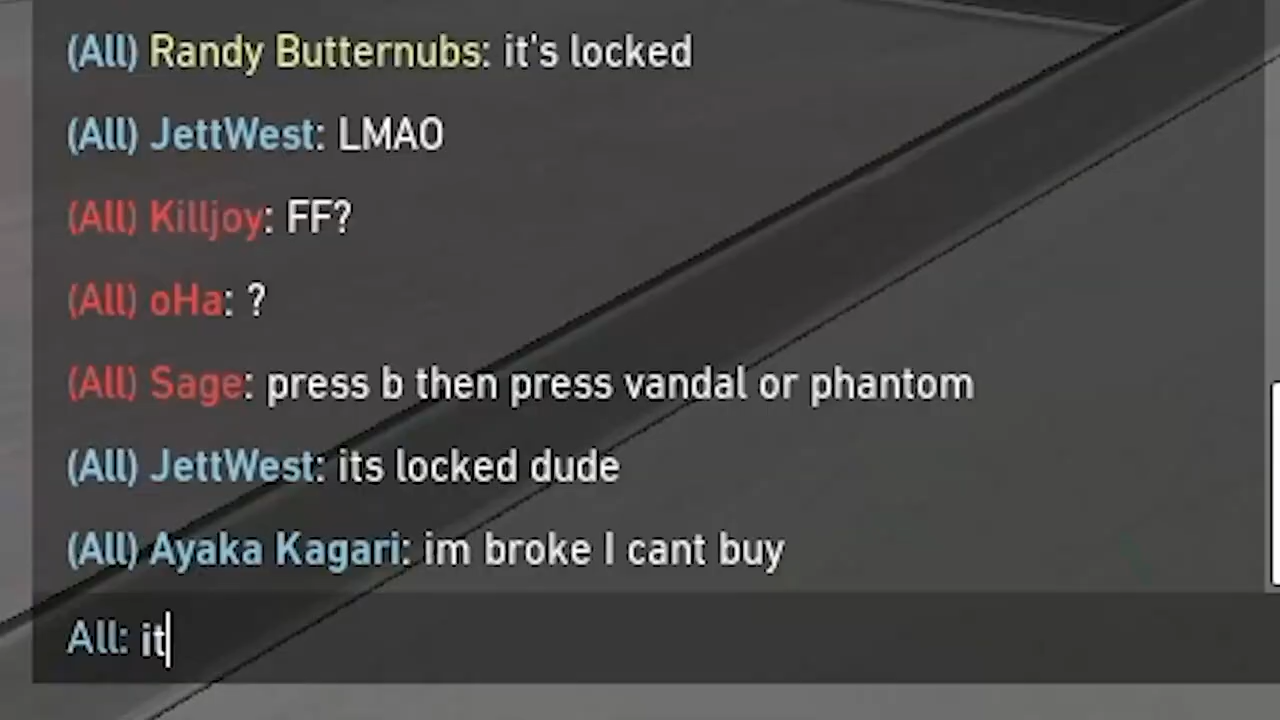 (All) Randy Butternubs: it's locked
(All) JettWest: LMAO
(All) Killjoy: FF?
(All) oHa: ?
(All) Sage: press b then press vandal or phantom
(All) JettWest: its locked dude
(All) Ayaka Kagari: im broke I cant buy
All: it